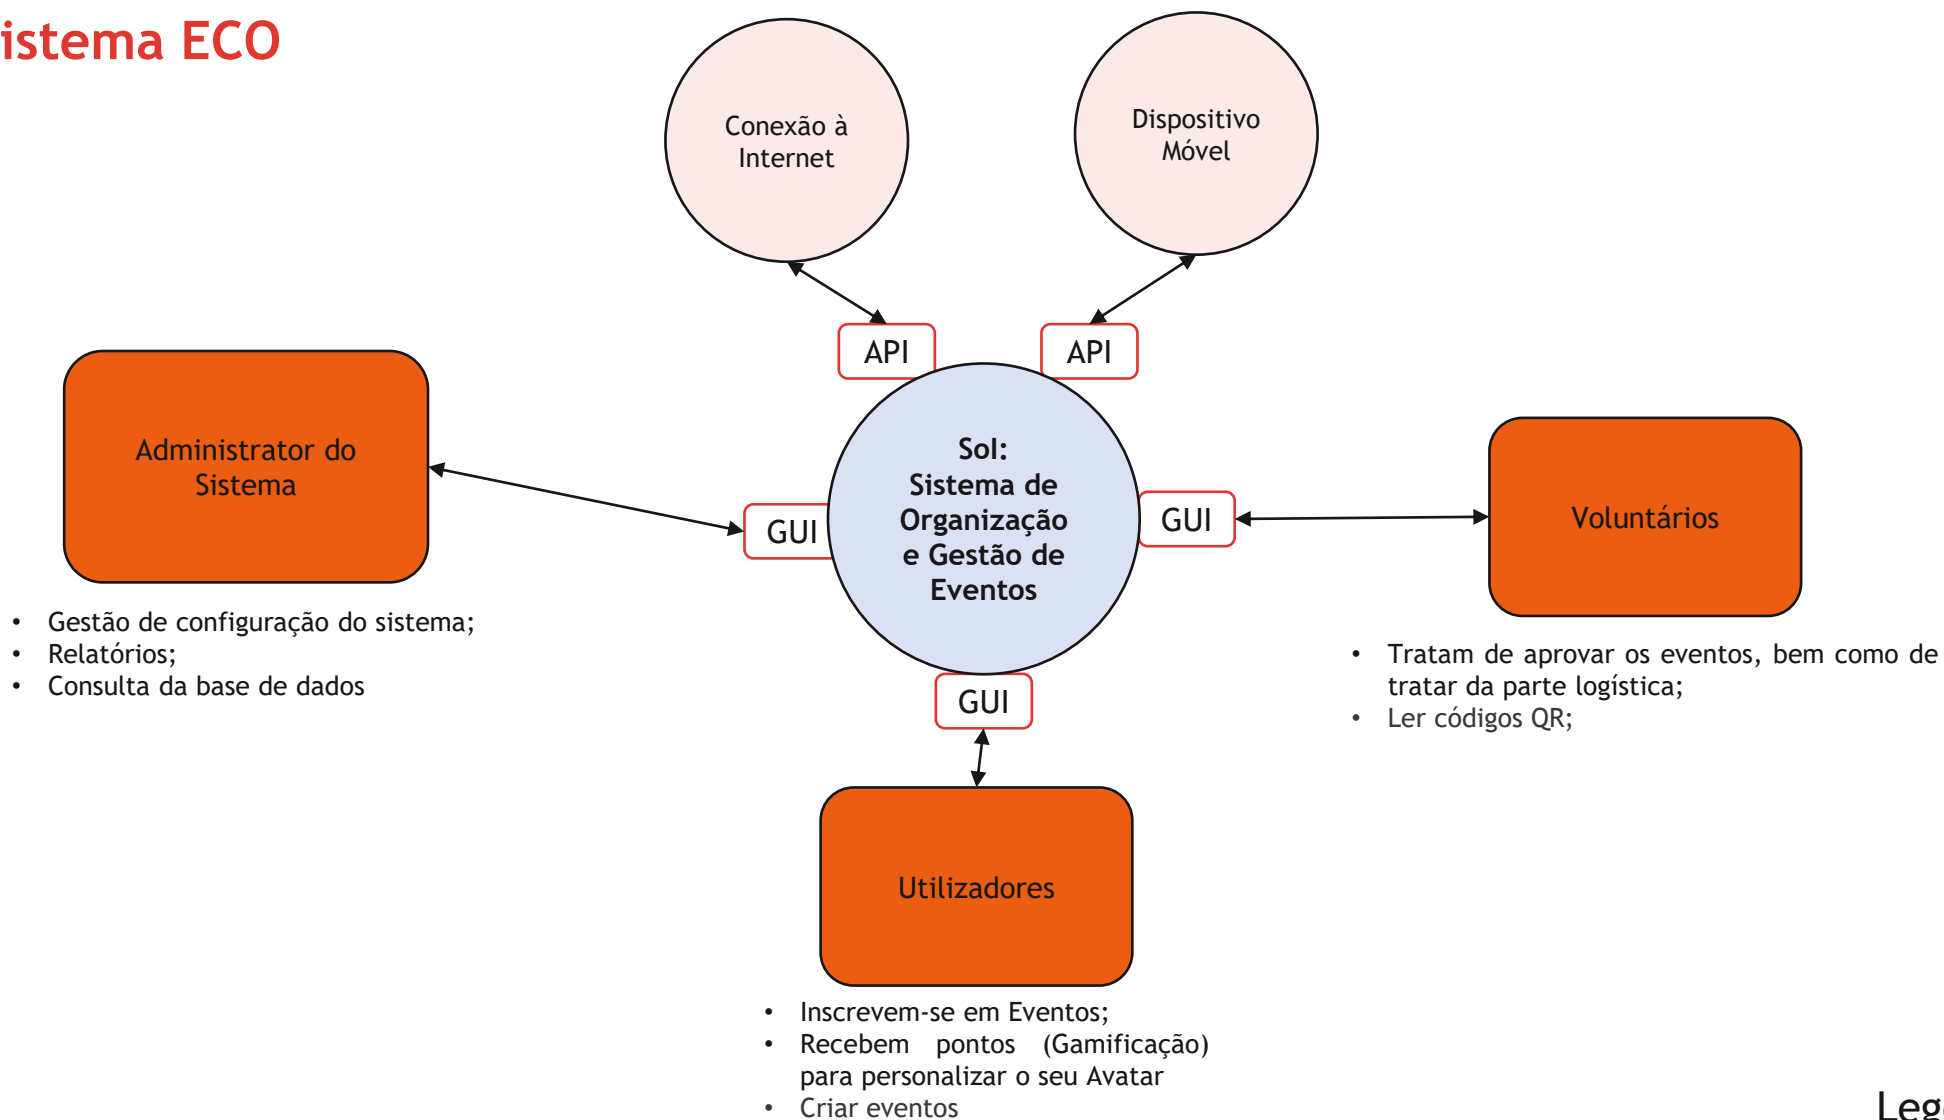 istema ECO
Conexão à
Internet
Dispositivo
Móvel
API
API
Administrator do
Sistema
SoI:
Sistema de
Organização
e Gestão de
Eventos
GUI
GUI
Voluntários
• Gestão de configuração do sistema;
• Relatórios;
• Consulta da base de dados
• Tratam de aprovar os eventos, bem como de
tratar da parte logística;
• Ler códigos QR;
GUI
Utilizadores
• Inscrevem-se em Eventos;
• Recebem pontos (Gamificação)
para personalizar o seu Avatar
• Criar eventos